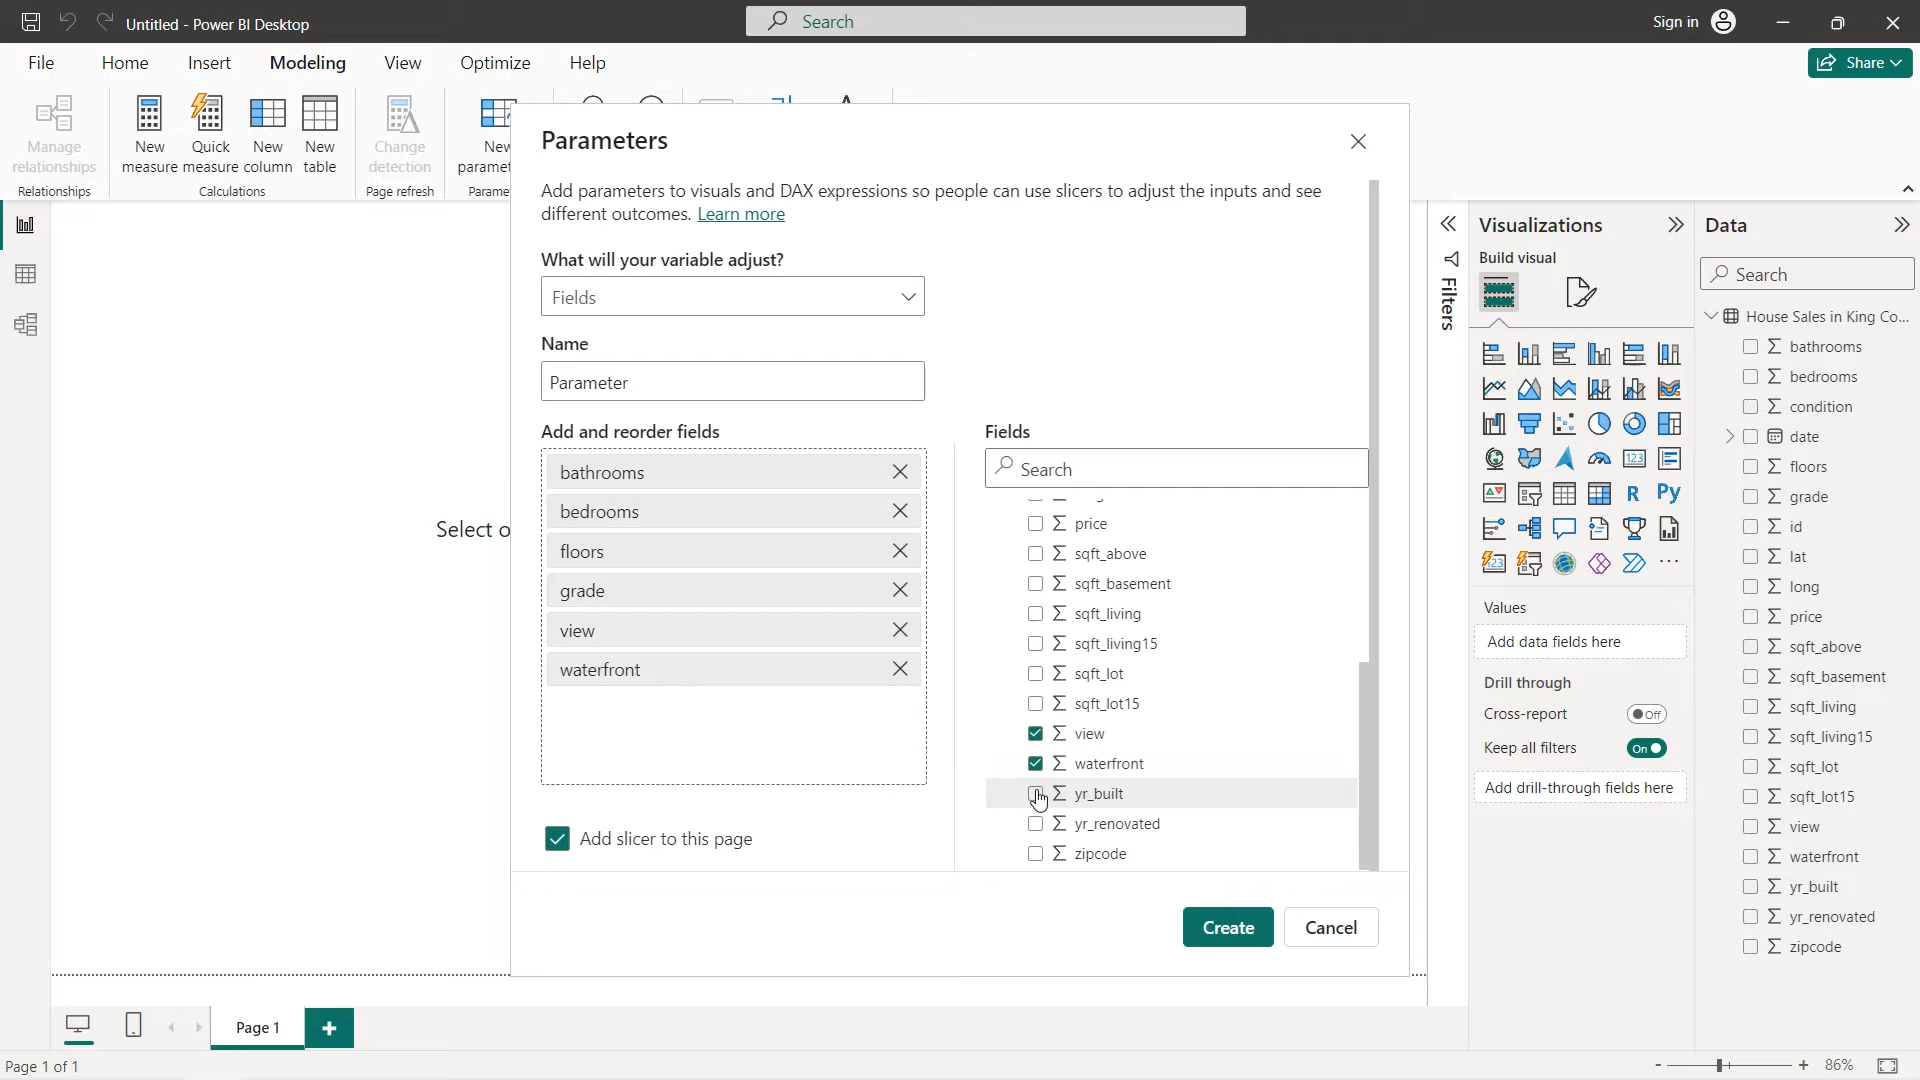 Untitled - Power BI Desktop
Search
Sign in
File
Home
Insert
Modeling
View
Optimize
Help
Share
Manage
relationships
Relationships
New
measure
Quick
measure
New
column
New
table
Calculations
Change
detection
Page refresh
New
Parameters
Add parameters to visuals and DAX expressions so people can use slicers to adjust the inputs and see
different outcomes. Learn more
What will your variable adjust?
Fields
Name
Parameter
Add and reorder fields
bathrooms
bedrooms
floors
grade
view
waterfront
Add slicer to this page
Fields
Search
price
sqft_above
sqft_basement
sqft_living
sqft_living15
sqft_lot
sqft_lot15
view
waterfront
yr_built
yr_renovated
zipcode
Create
Cancel
Select o
Filters
Visualizations
Build visual
123
R
Py
123
Values
Add data fields here
Drill through
Cross-report
Off
Keep all filters
On
Add drill-through fields here
Data
Search
House Sales in King Co...
bathrooms
bedrooms
condition
date
floors
grade
id
lat
long
price
sqft_above
sqft_basement
sqft_living
sqft_living15
sqft_lot
sqft_lot15
view
waterfront
yr_built
yr_renovated
zipcode
Page 1
Page 1 of 1
86%